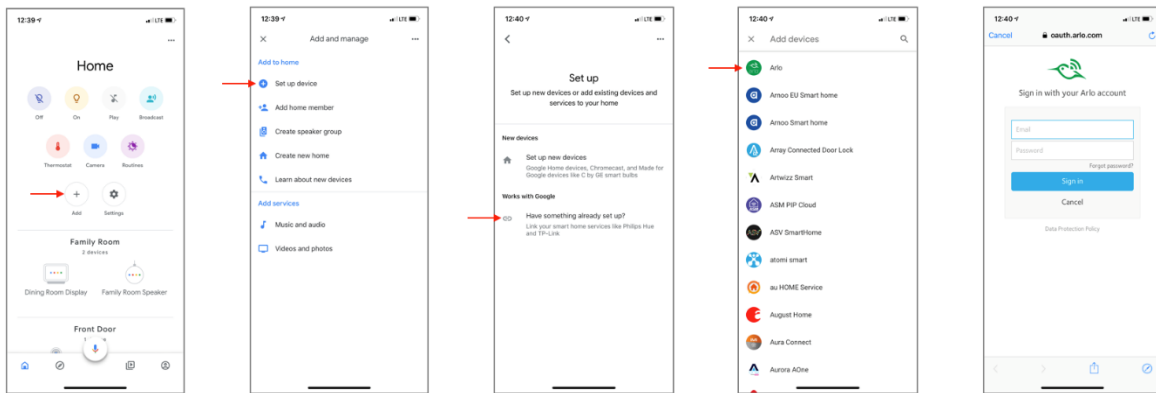 12:39
LTE
Home
Off
On
Play
Broadcast
Thermostat
Camera
Routines
Add
Settings
Family Room
2 devices
Dining Room Display
Family Room Speaker
Front Door
12:39
LTE
Add and manage
Add to home
Set up device
Add home member
Create speaker group
Create new home
Learn about new devices
Add services
Music and audio
Videos and photos
12:40
LTE
Set up
Set up new devices or add existing devices and
services to your home
New devices
Set up new devices
Google Home devices, Chromecast, and Made for
Google devices like C by GE smart bulbs
Works with Google
Have something already set up?
Link your smart home services like Philips Hue
and TP-Link
12:40
LTE
Add devices
Arlo
Arnoo EU Smart home
Arnoo Smart home
Array Connected Door Lock
Artwizz Smart
ASM PIP Cloud
ASV SmartHome
atomi smart
au HOME Service
August Home
Aura Connect
Aurora AOne
12:40
LTE
Cancel
oauth.arlo.com
Sign in with your Arlo account
Email
Password
Forgot password?
Sign in
Cancel
Data Protection Policy